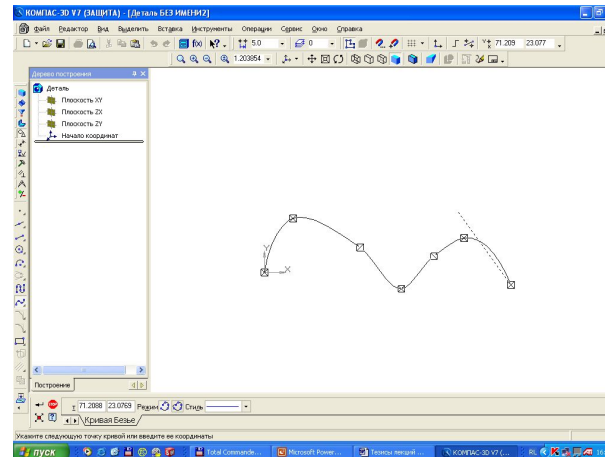 КОМПАС-3D V7 (ЗАЩИТА) - [Деталь БЕЗ ИМЕНИ2]
Файл Редактор Вид Выделить Вставка Инструменты Операции Сервис Окно Справка
5.0 0 71.209 23.077
1.203854
Дерево построения
Деталь
Плоскость XY
Плоскость ZX
Плоскость ZY
Начало координат
Y
X
Построение
71.2088 23.0769 Режим Стиль
Кривая Безье
Укажите следующую точку кривой или введите ее координаты
пуск Total Commande... Microsoft Power... Тезисы лекций ... КОМПАС-3D V7 (... RL